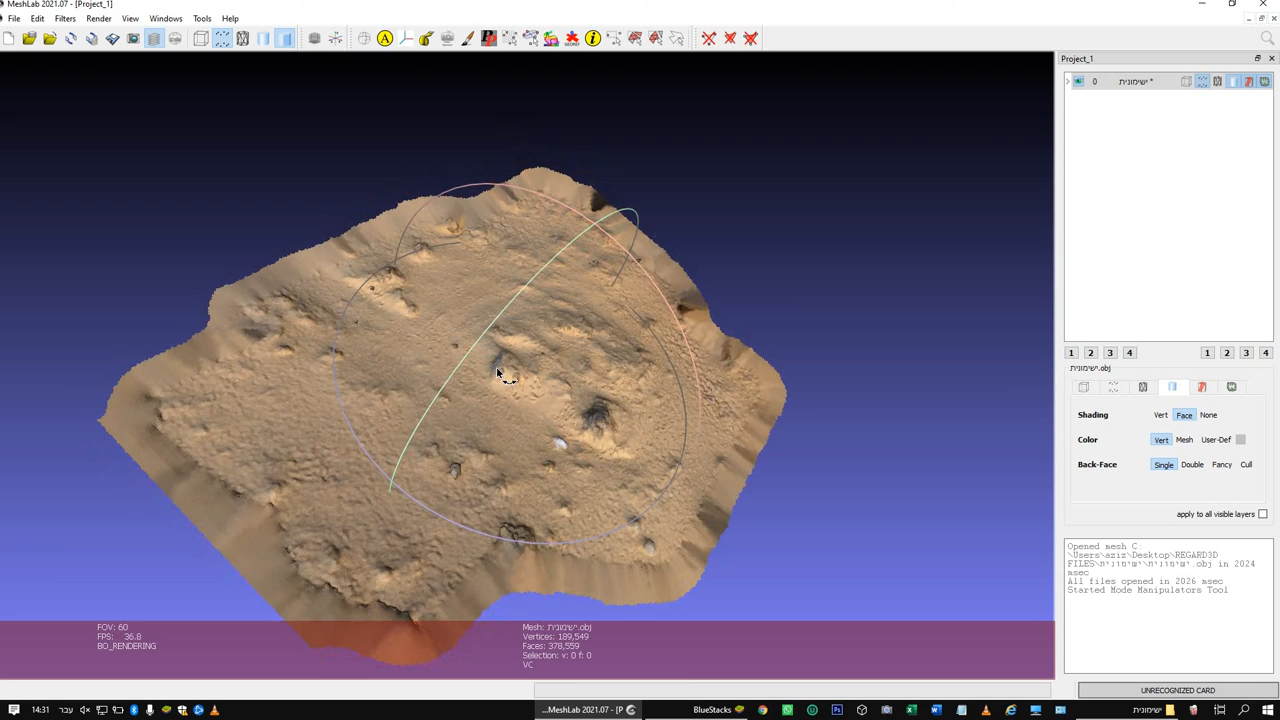 MeshLab 2021.07 - [Project_1]
File Edit Filters Render View Windows Tools Help
Project_1
0 ישימונית *
1 2 3 4 1 2 3 4
ישימונית.obj
Shading Vert Face None
Color Vert Mesh User-Def
Back-Face Single Double Fancy Cull
apply to all visible layers
Opened mesh C:
\Users\aziz\Desktop\REGARD3D
FILES\ישימונית\ישימונית.obj in 2024
msec
All files opened in 2026 msec
Started Mode Manipulators Tool
FOV: 60
FPS: 36.8
BO_RENDERING
Mesh: ישימונית.obj
Vertices: 189,549
Faces: 378,559
Selection: v: 0 f: 0
VC
UNRECOGNIZED CARD
14:31 עבר ...MeshLab 2021.07 - [P BlueStacks ישימונית